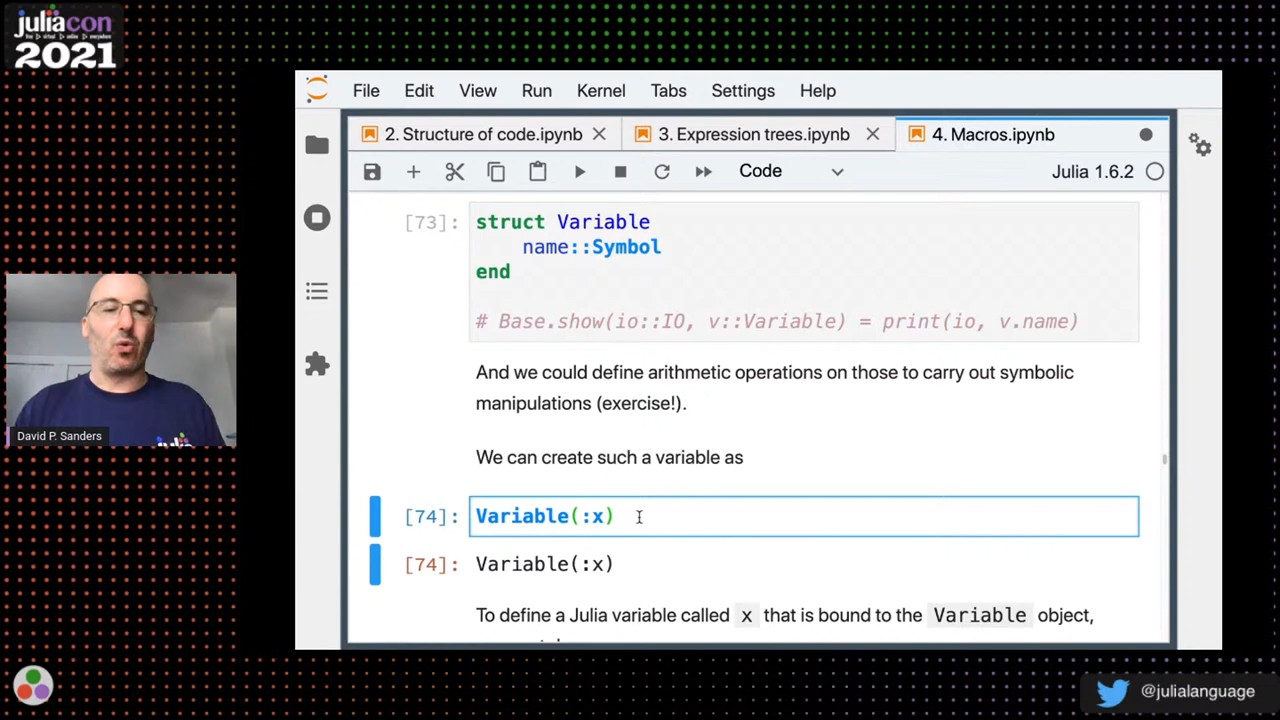 juliacon
2021
File Edit View Run Kernel Tabs Settings Help
2. Structure of code.ipynb 3. Expression trees.ipynb 4. Macros.ipynb
Code Julia 1.6.2
[73]: struct Variable
name::Symbol
end
# Base.show(io::IO, v::Variable) = print(io, v.name)
And we could define arithmetic operations on those to carry out symbolic
manipulations (exercise!).
We can create such a variable as
[74]: Variable(:x)
[74]: Variable(:x)
To define a Julia variable called x that is bound to the Variable object,
David P. Sanders
@julialanguage